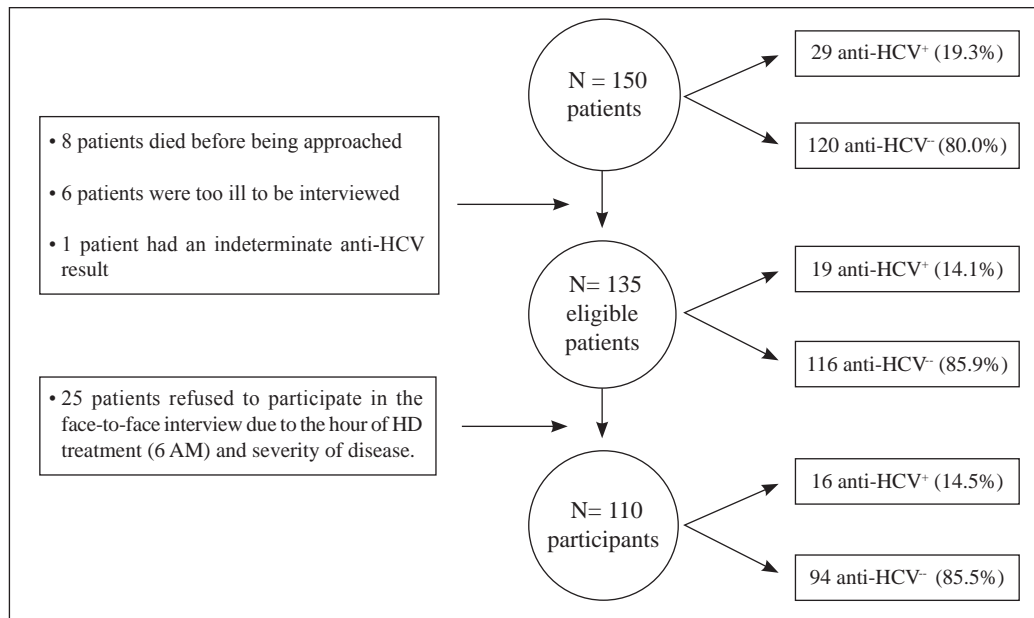 N = 150
patients
29 anti-HCV⁺ (19.3%)
120 anti-HCV⁻⁻ (80.0%)
• 8 patients died before being approached
• 6 patients were too ill to be interviewed
• 1 patient had an indeterminate anti-HCV
result
N= 135
eligible
patients
19 anti-HCV⁺ (14.1%)
116 anti-HCV⁻⁻ (85.9%)
• 25 patients refused to participate in the
face-to-face interview due to the hour of HD
treatment (6 AM) and severity of disease.
N= 110
participants
16 anti-HCV⁺ (14.5%)
94 anti-HCV⁻⁻ (85.5%)